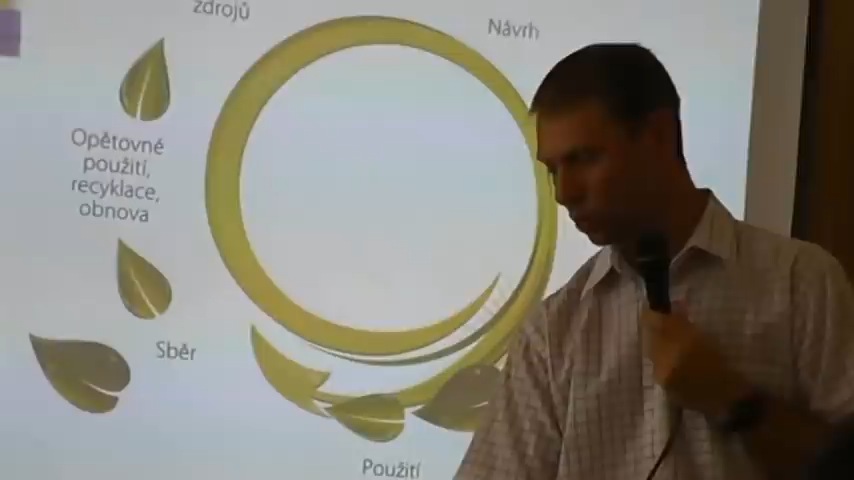 zdrojů
Návrh
Opětovné
použití,
recyklace,
obnova
Sběr
Použití